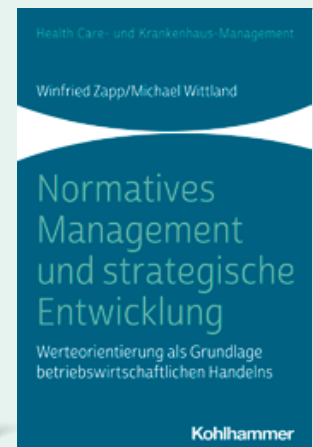 Health Care- und Krankenhaus-Management
Winfried Zapp/Michael Wittland
Normatives
Management
und strategische
Entwicklung
Werteorientierung als Grundlage
betriebswirtschaftlichen Handelns
Kohlhammer